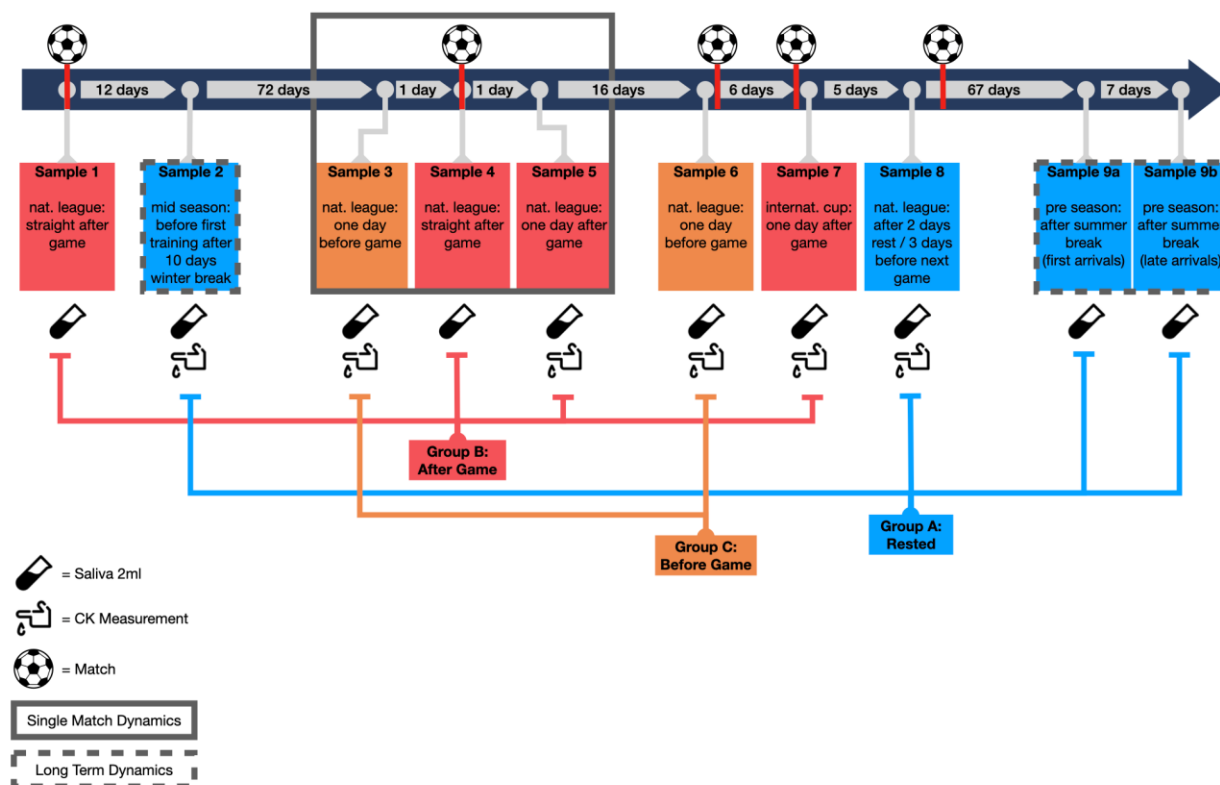 12 days
72 days
1 day
1 day
16 days
6 days
5 days
67 days
7 days
Sample 1
nat. league:
straight after
game
Sample 2
mid season:
before first
training after
10 days
winter break
Sample 3
nat. league:
one day
before game
Sample 4
nat. league:
straight after
game
Sample 5
nat. league:
one day after
game
Sample 6
nat. league:
one day
before game
Sample 7
internat. cup:
one day after
game
Sample 8
nat. league:
after 2 days
rest / 3 days
before next
game
Sample 9a
pre season:
after summer
break
(first arrivals)
Sample 9b
pre season:
after summer
break
(late arrivals)
Group B:
After Game
Group C:
Before Game
Group A:
Rested
= Saliva 2ml
= CK Measurement
= Match
Single Match Dynamics
Long Term Dynamics